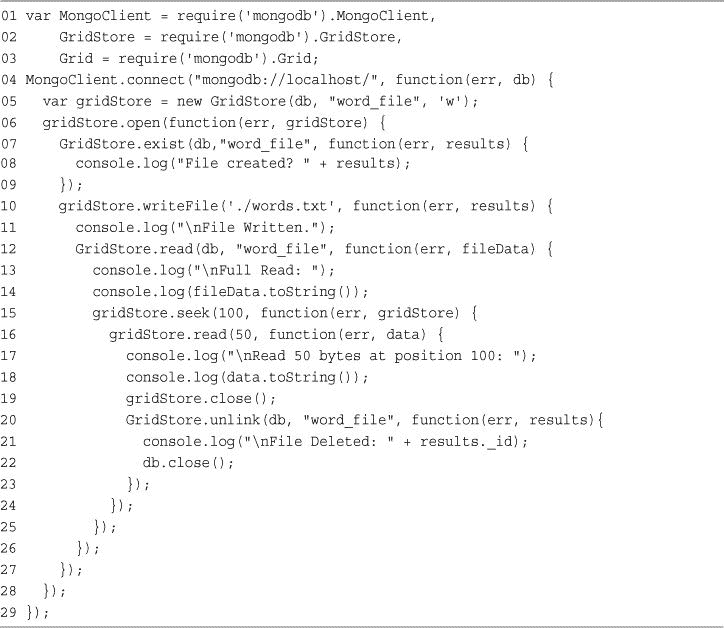 01 var MongoClient = require('mongodb').MongoClient,
02     GridStore = require('mongodb').GridStore,
03     Grid = require('mongodb').Grid;
04 MongoClient.connect("mongodb://localhost/", function(err, db) {
05   var gridStore = new GridStore(db, "word_file", 'w');
06   gridStore.open(function(err, gridStore) {
07     GridStore.exist(db,"word_file", function(err, results) {
08       console.log("File created? " + results);
09     });
10     gridStore.writeFile('./words.txt', function(err, results) {
11       console.log("\nFile Written.");
12       GridStore.read(db, "word_file", function(err, fileData) {
13         console.log("\nFull Read: ");
14         console.log(fileData.toString());
15         gridStore.seek(100, function(err, gridStore) {
16           gridStore.read(50, function(err, data) {
17             console.log("\nRead 50 bytes at position 100: ");
18             console.log(data.toString());
19             gridStore.close();
20             GridStore.unlink(db, "word_file", function(err, results){
21               console.log("\nFile Deleted: " + results._id);
22               db.close();
23             });
24           });
25         });
26       });
27     });
28   });
29 });